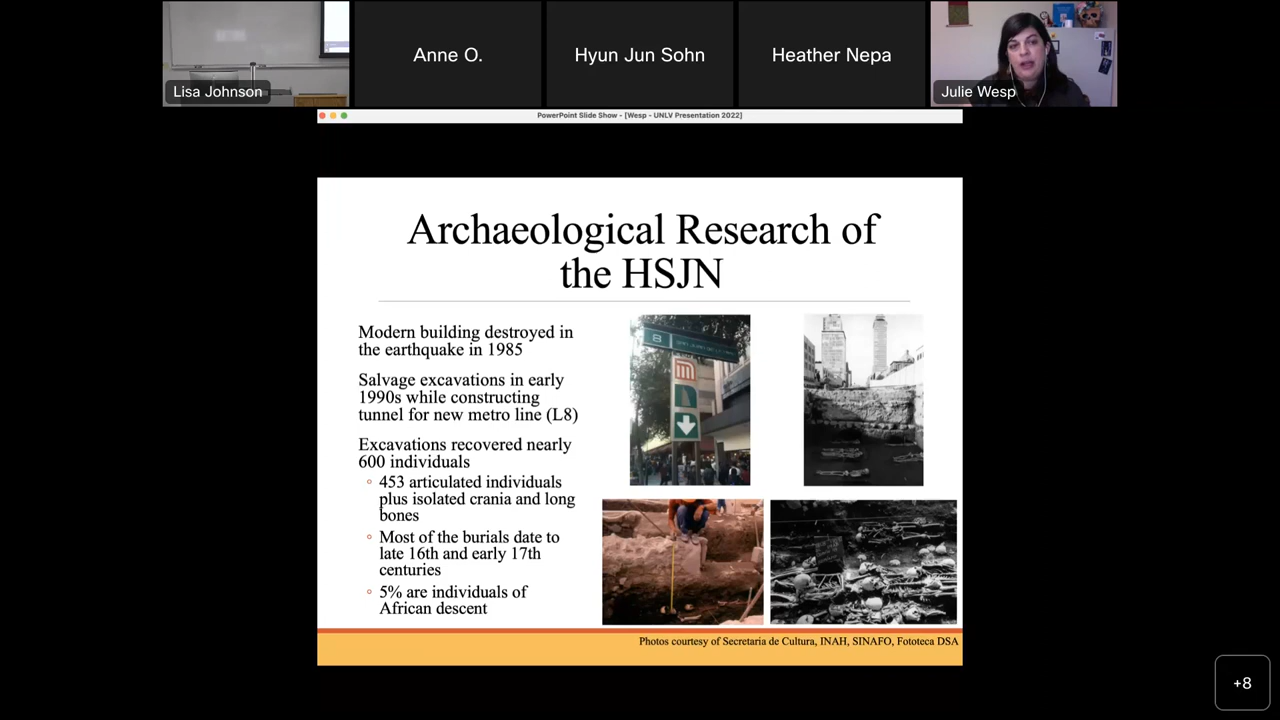 Lisa Johnson
Anne O.
Hyun Jun Sohn
Heather Nepa
Julie Wesp
PowerPoint Slide Show - [Wesp - UNLV Presentation 2022]
Archaeological Research of
the HSJN
Modern building destroyed in
the earthquake in 1985
Salvage excavations in early
1990s while constructing
tunnel for new metro line (L8)
Excavations recovered nearly
600 individuals
453 articulated individuals
plus isolated crania and long
bones
Most of the burials date to
late 16th and early 17th
centuries
5% are individuals of
African descent
8
Photos courtesy of Secretaria de Cultura, INAH, SINAFO, Fototeca DSA
+8